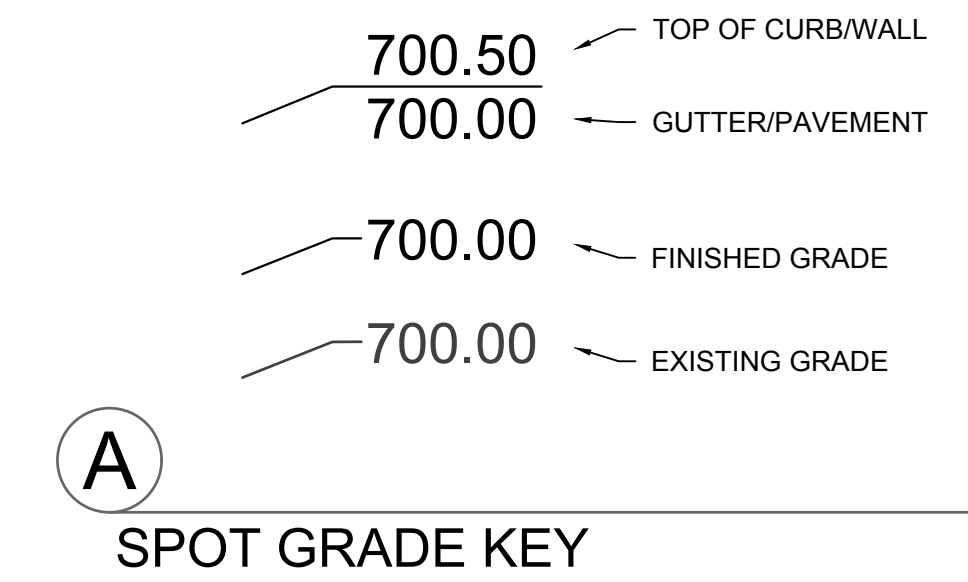 700.50 TOP OF CURB/WALL
700.00 GUTTER/PAVEMENT
700.00 FINISHED GRADE
700.00 EXISTING GRADE
A
SPOT GRADE KEY